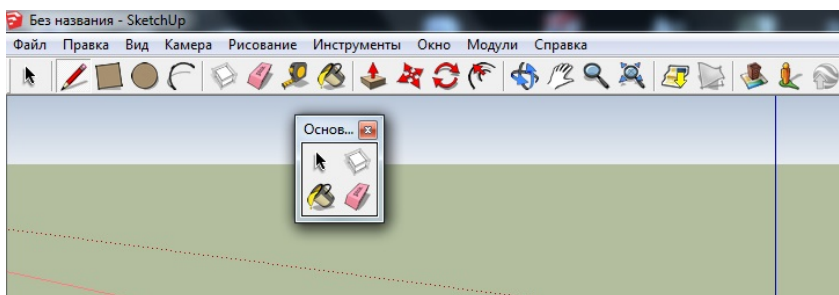 Без названия - SketchUp
Файл Правка Вид Камера Рисование Инструменты Окно Модули Справка
Основ...